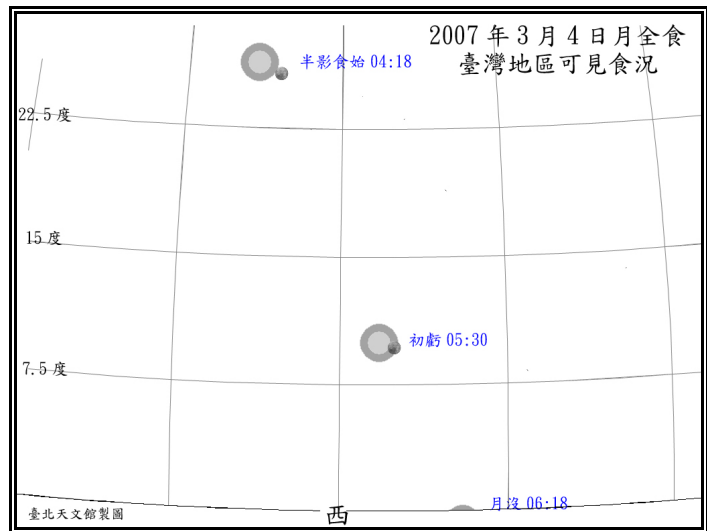 2007 年 3 月 4 日月全食
臺灣地區可見食況
半影食始 04:18
22.5 度
15 度
初虧 05:30
7.5 度
月沒 06:18
臺北天文館製圖
西